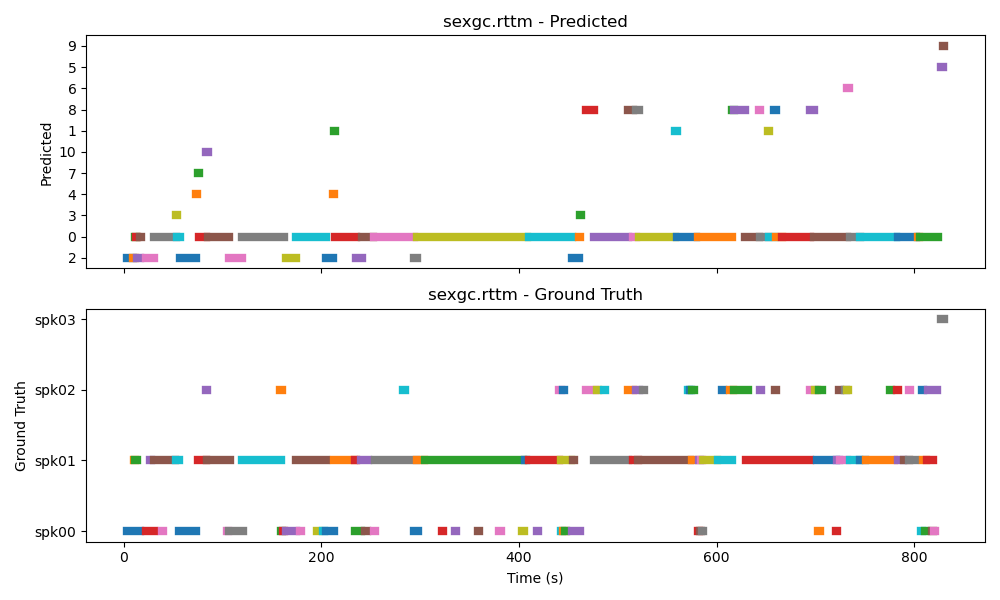 sexgc.rttm - Predicted
Predicted
9
5
6
8
1
10
7
4
3
0
2
sexgc.rttm - Ground Truth
Ground Truth
spk03
spk02
spk01
spk00
0 200 400 600 800
Time (s)